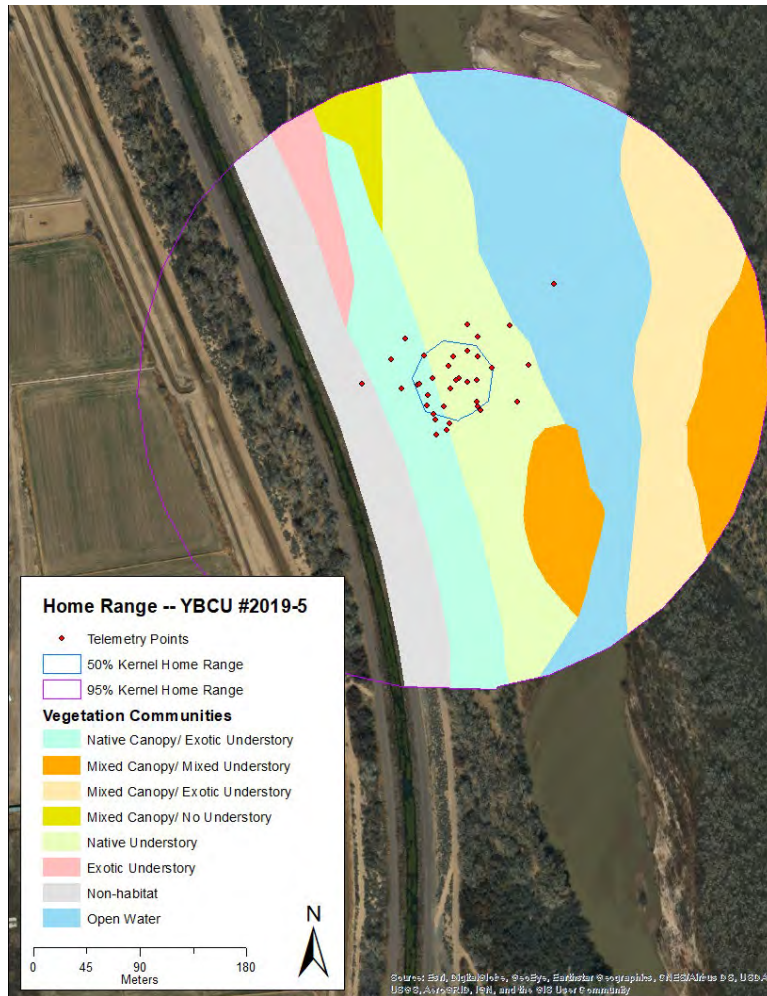 Home Range -- YBCU #2019-5
Telemetry Points
50% Kernel Home Range
95% Kernel Home Range
Vegetation Communities
Native Canopy/ Exotic Understory
Mixed Canopy/ Mixed Understory
Mixed Canopy/ Exotic Understory
Mixed Canopy/ No Understory
Native Understory
Exotic Understory
Non-habitat
Open Water
N
0 45 90 180
Meters
Source: Esri, DigitalGlobe, GeoEye, Earthstar Geographics, CNES/Airbus DS, USDA
USGS, AeroGRID, IGN, and the GIS User Community